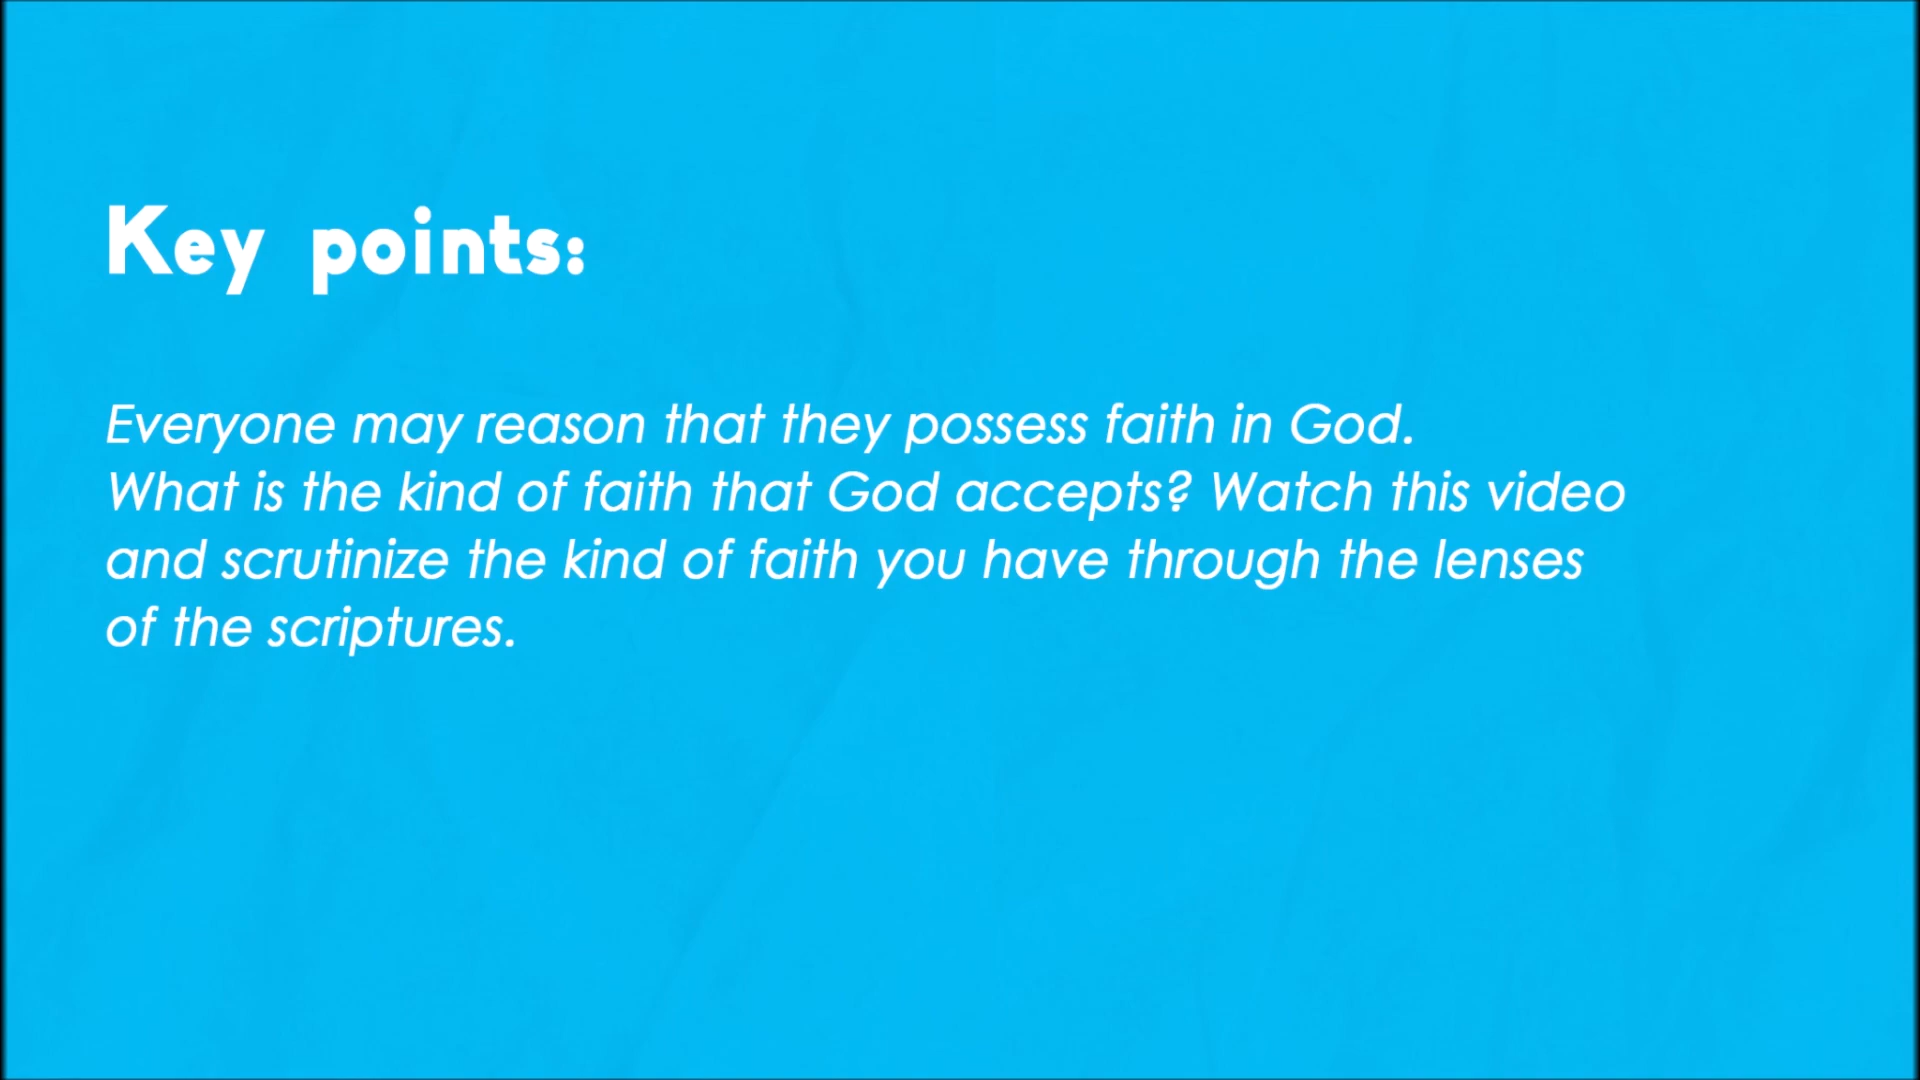 Key points:
Everyone may reason that they possess faith in God.
What is the kind of faith that God accepts? Watch this video
and scrutinize the kind of faith you have through the lenses
of the scriptures.